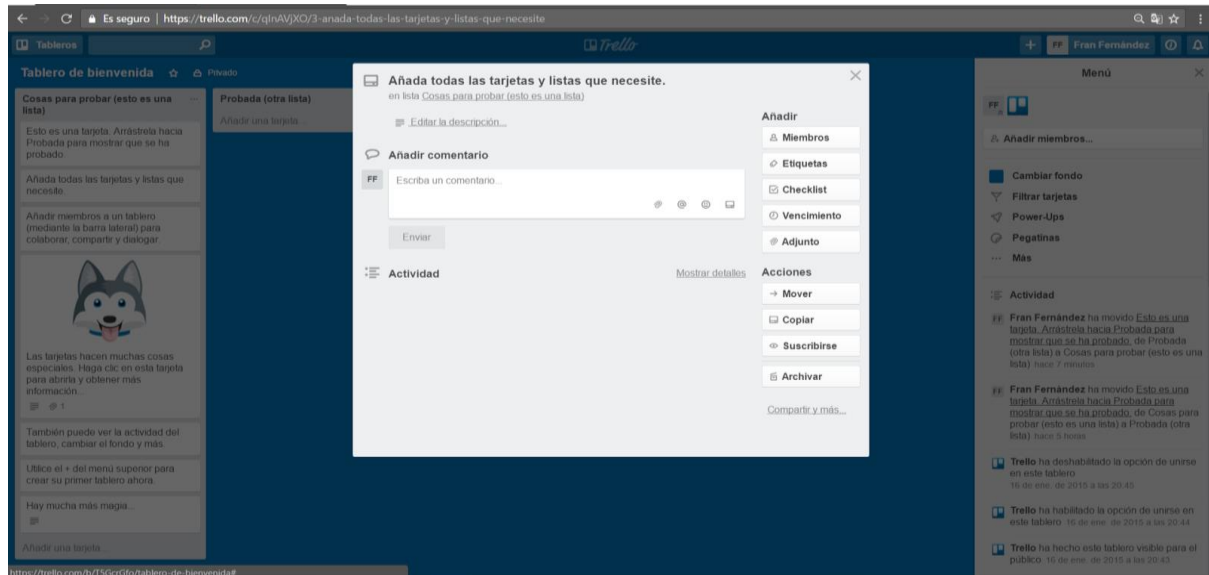 Es seguro | https://trello.com/c/qInAVjXO/3-anada-todas-las-tarjetas-y-listas-que-necesite
Tableros
Trello
FF Fran Fernández
Tablero de bienvenida
Privado
Cosas para probar (esto es una
lista)
Esto es una tarjeta. Arrástrela hacia
Probada para mostrar que se ha
probado.
Añada todas las tarjetas y listas que
necesite.
Añadir miembros a un tablero
(mediante la barra lateral) para
colaborar, compartir y dialogar.
Las tarjetas hacen muchas cosas
especiales. Haga clic en esta tarjeta
para abrirla y obtener más
información...
1
También puede ver la actividad del
tablero, cambiar el fondo y más.
Utilice el + del menú superior para
crear su primer tablero ahora.
Hay mucha más magia...
Añadir una tarjeta...
https://trello.com/b/T5GcrGfo/tablero-de-bienvenida#
Probada (otra lista)
Añadir una tarjeta...
Añada todas las tarjetas y listas que necesite.
en lista Cosas para probar (esto es una lista)
Editar la descripción...
Añadir comentario
FF
Escriba un comentario...
Enviar
Actividad
Mostrar detalles
Añadir
Miembros
Etiquetas
Checklist
Vencimiento
Adjunto
Acciones
Mover
Copiar
Suscribirse
Archivar
Compartir y más...
Menú
FF
Añadir miembros...
Cambiar fondo
Filtrar tarjetas
Power-Ups
Pegatinas
Más
Actividad
FF Fran Fernández ha movido Esto es una
tarjeta. Arrástrela hacia Probada para
mostrar que se ha probado. de Probada
(otra lista) a Cosas para probar (esto es una
lista) hace 7 minutos
FF Fran Fernández ha movido Esto es una
tarjeta. Arrástrela hacia Probada para
mostrar que se ha probado. de Cosas para
probar (esto es una lista) a Probada (otra
lista) hace 5 horas
Trello ha deshabilitado la opción de unirse
en este tablero
16 de ene. de 2015 a las 20:45
Trello ha habilitado la opción de unirse en
este tablero. 16 de ene. de 2015 a las 20:44
Trello ha hecho este tablero visible para el
público. 16 de ene. de 2015 a las 20:43